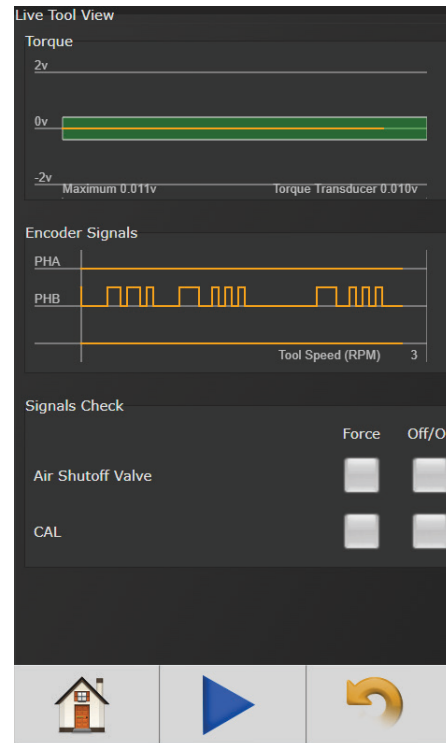 Live Tool View
Torque
2v
0v
-2v
Maximum 0.011v Torque Transducer 0.010v
Encoder Signals
PHA
PHB
Tool Speed (RPM) 3
Signals Check
Force Off/O
Air Shutoff Valve
CAL